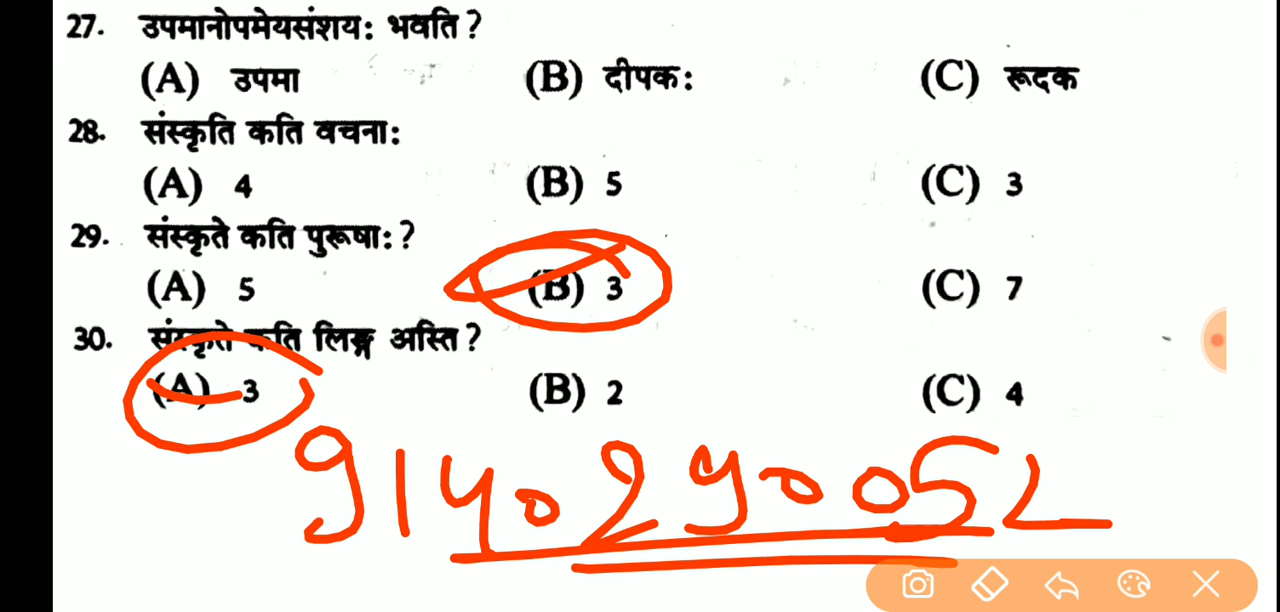 27. उपमानोपमेयसंशय: भवति ?
(A) उपमा (B) दीपक: (C) रूदक
28. संस्कृति कति वचना:
(A) 4 (B) 5 (C) 3
29. संस्कृते कति पुरूषा: ?
(A) 5 (B) 3 (C) 7
30. संस्कृते कति लिङ्ग अस्ति ?
(A) 3 (B) 2 (C) 4